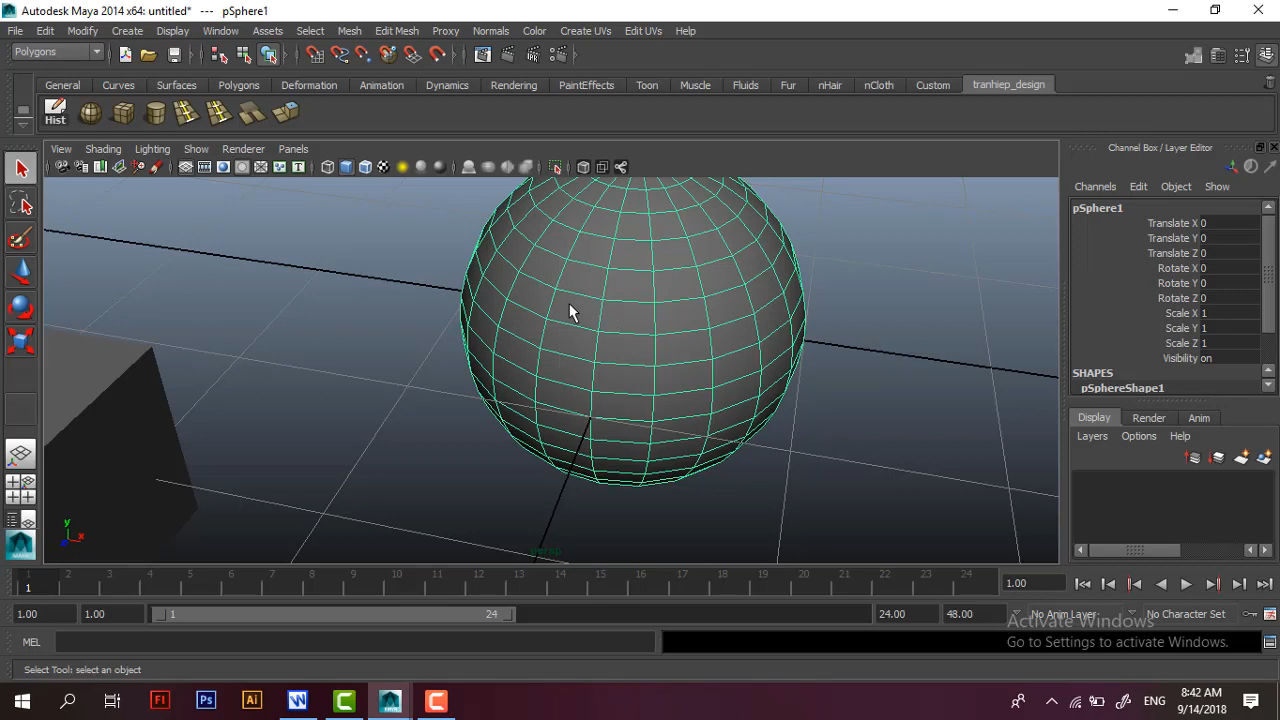 Autodesk Maya 2014 x64: untitled* --- pSphere1
File Edit Modify Create Display Window Assets Select Mesh Edit Mesh Proxy Normals Color Create UVs Edit UVs Help
Polygons
General Curves Surfaces Polygons Deformation Animation Dynamics Rendering PaintEffects Toon Muscle Fluids Fur nHair nCloth Custom tranhiep_design
Hist
View Shading Lighting Show Renderer Panels
Channel Box / Layer Editor
Channels Edit Object Show
pSphere1
Translate X 0
Translate Y 0
Translate Z 0
Rotate X 0
Rotate Y 0
Rotate Z 0
Scale X 1
Scale Y 1
Scale Z 1
Visibility on
SHAPES
pSphereShape1
Display Render Anim
Layers Options Help
y
x
z
persp
1 2 3 4 5 6 7 8 9 10 11 12 13 14 15 16 17 18 19 20 21 22 23 24
1
1.00
1.00 1.00 1 24 24.00 48.00 No Anim Layer No Character Set
Activate Windows
Go to Settings to activate Windows.
MEL
Select Tool: select an object
Fl Ps Ai W C C
ENG
8:42 AM
9/14/2018